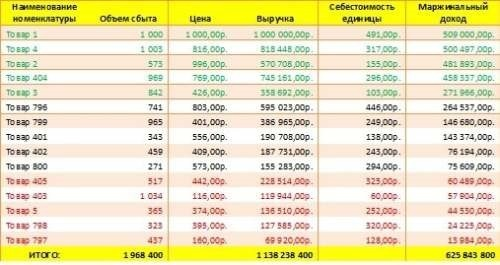 Наименование номенклатуры Объем сбыта Цена Выручка Себестоимость единицы Маржинальный доход
Товар 1 1 000 1 000,00р. 1 000 000,00р. 491,00р. 509 000,00р.
Товар 4 1 003 816,00р. 818 448,00р. 317,00р. 500 497,00р.
Товар 2 573 996,00р. 570 708,00р. 155,00р. 481 893,00р.
Товар 404 969 769,00р. 745 161,00р. 296,00р. 458 337,00р.
Товар 3 842 426,00р. 358 692,00р. 103,00р. 271 966,00р.
Товар 796 741 803,00р. 595 023,00р. 446,00р. 264 537,00р.
Товар 799 965 401,00р. 386 965,00р. 249,00р. 146 680,00р.
Товар 401 343 556,00р. 190 708,00р. 138,00р. 143 374,00р.
Товар 402 459 409,00р. 187 731,00р. 243,00р. 76 194,00р.
Товар 800 271 573,00р. 155 283,00р. 294,00р. 75 609,00р.
Товар 405 517 442,00р. 228 514,00р. 325,00р. 60 489,00р.
Товар 403 1 034 116,00р. 119 944,00р. 60,00р. 57 904,00р.
Товар 5 365 374,00р. 136 510,00р. 252,00р. 44 530,00р.
Товар 798 323 395,00р. 127 585,00р. 320,00р. 24 225,00р.
Товар 797 437 160,00р. 69 920,00р. 128,00р. 13 984,00р.
ИТОГО: 1 968 400 1 138 238 400 625 843 800